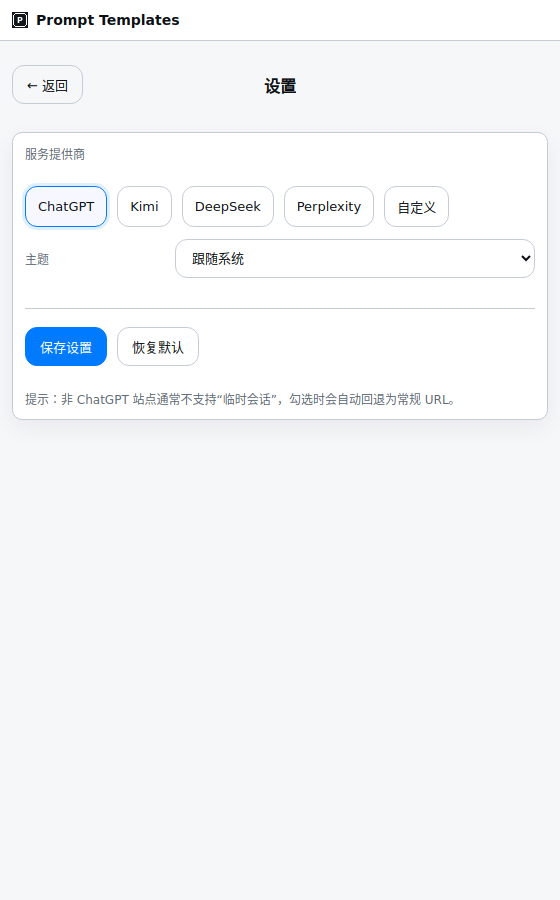 P Prompt Templates
← 返回
设置
服务提供商
ChatGPT Kimi DeepSeek Perplexity 自定义
主题 跟随系统
保存设置 恢复默认
提示：非 ChatGPT 站点通常不支持“临时会话”，勾选时会自动回退为常规 URL。